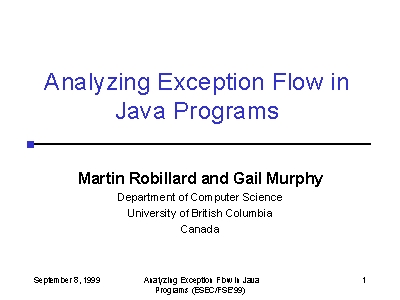 Analyzing Exception Flow in
Java Programs
Martin Robillard and Gail Murphy
Department of Computer Science
University of British Columbia
Canada
September 8, 1999
Analyzing Exception Flow in Java
Programs (ESEC/FSE'99)
1